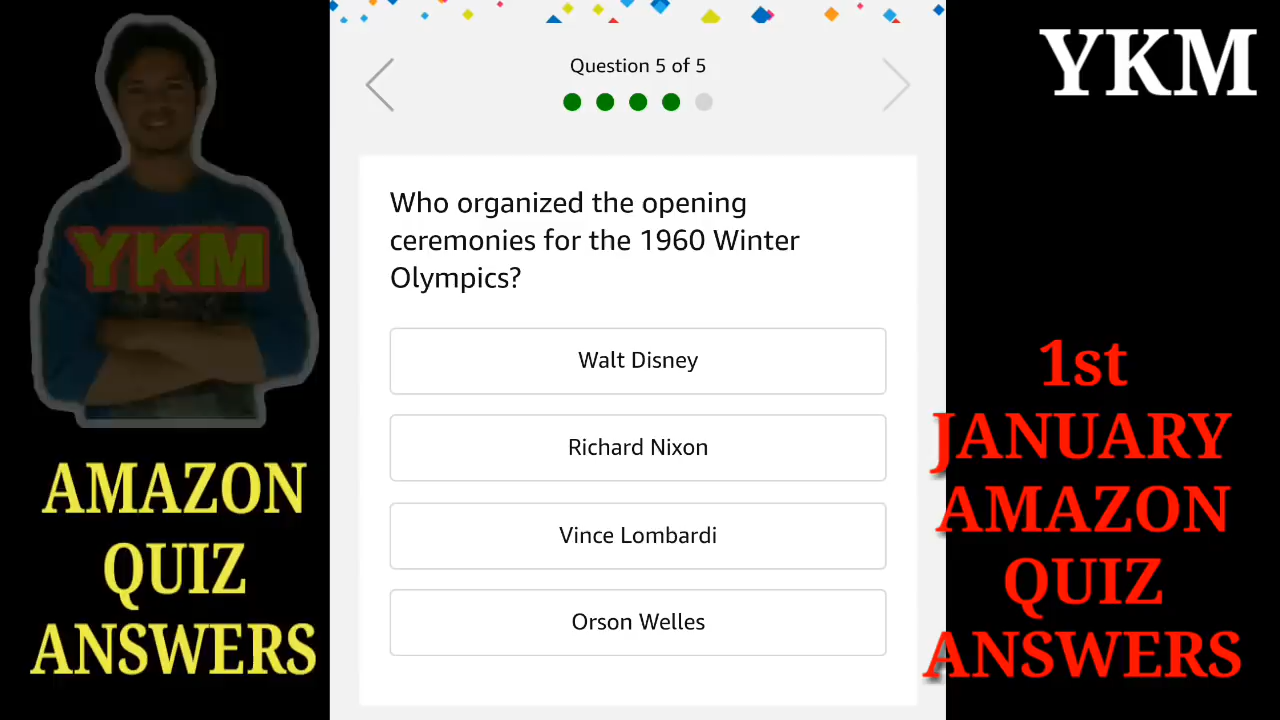 YKM
AMAZON
QUIZ
ANSWERS
Question 5 of 5
Who organized the opening
ceremonies for the 1960 Winter
Olympics?
Walt Disney
Richard Nixon
Vince Lombardi
Orson Welles
YKM
1st
JANUARY
AMAZON
QUIZ
ANSWERS